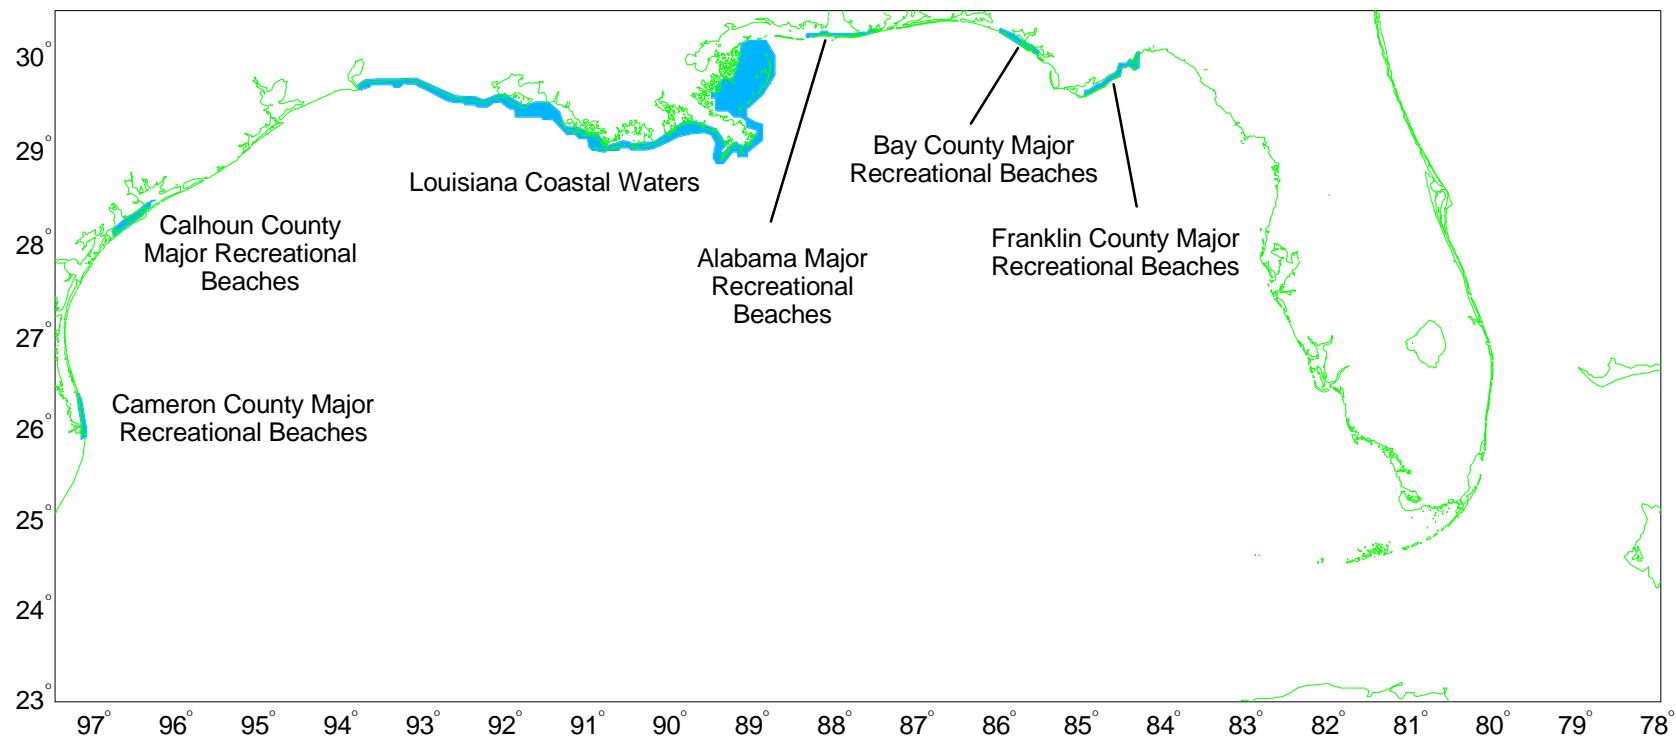 30°
29°
28°
27°
26°
25°
24°
23°
Louisiana Coastal Waters
Bay County Major
Recreational Beaches
Calhoun County
Major Recreational
Beaches
Alabama Major
Recreational
Beaches
Franklin County Major
Recreational Beaches
Cameron County Major
Recreational Beaches
97° 96° 95° 94° 93° 92° 91° 90° 89° 88° 87° 86° 85° 84° 83° 82° 81° 80° 79° 78°